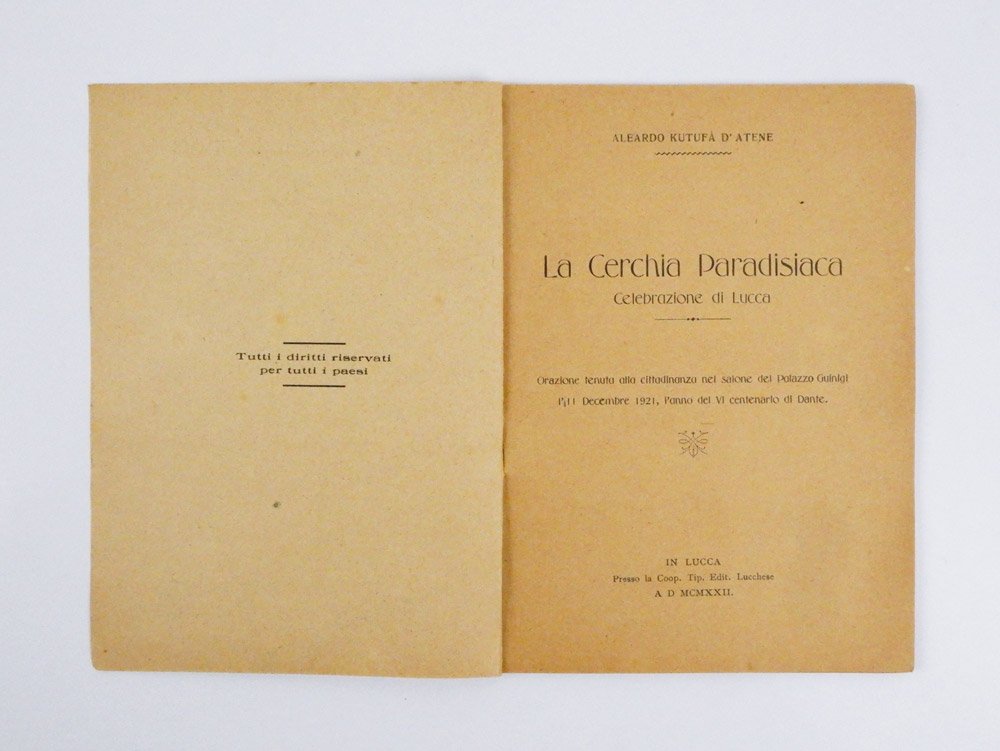 Tutti i diritti riservati
per tutti i paesi
ALEARDO KUTUFÀ D'ATENE
La Cerchia Paradisiaca
Celebrazione di Lucca
Orazione tenuta alla cittadinanza nel salone del Palazzo Guinigi
l'11 Decembre 1921, l'anno del VI centenario di Dante.
IN LUCCA
Presso la Coop. Tip. Edit. Lucchese
A D MCMXXII.